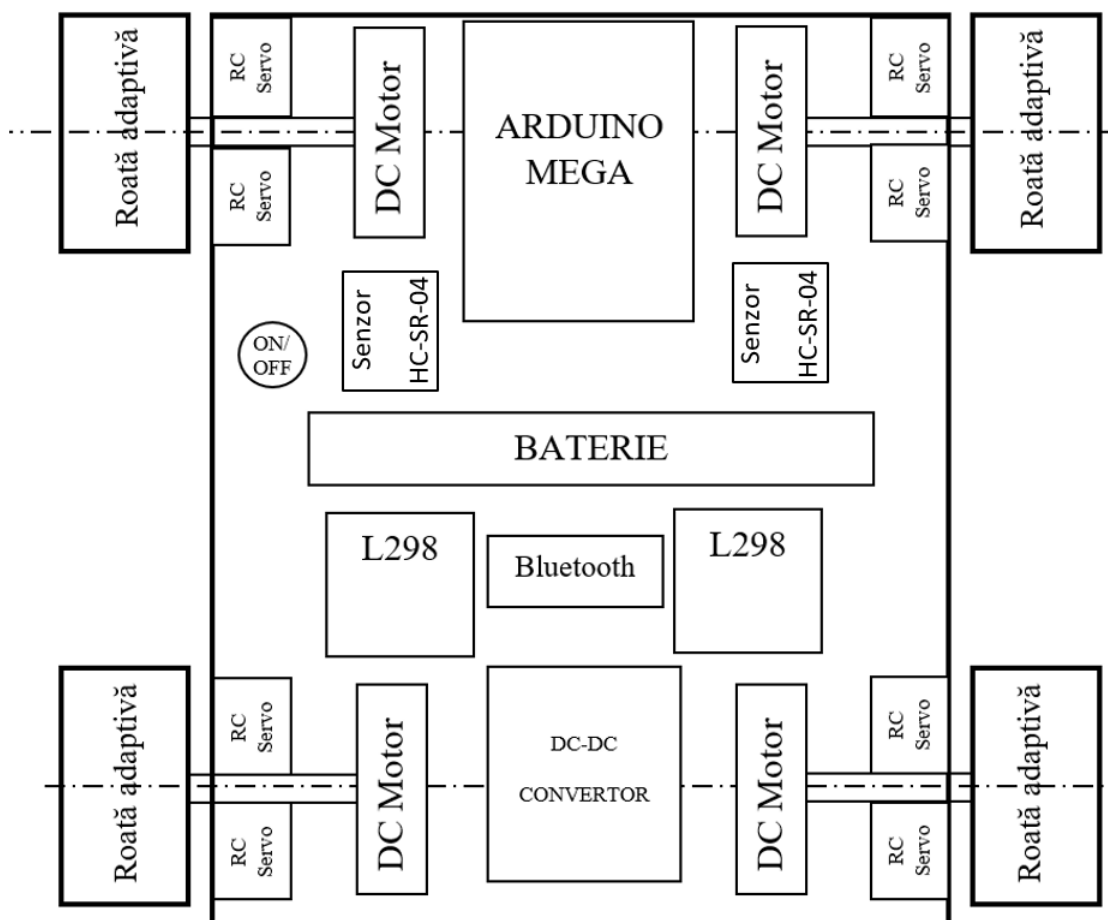 Roată adaptivă
RC
Servo
DC Motor
ARDUINO
MEGA
DC Motor
RC
Servo
Roată adaptivă
RC
Servo
RC
Servo
ON/
OFF
Senzor
HC-SR-04
Senzor
HC-SR-04
BATERIE
L298
Bluetooth
L298
Roată adaptivă
RC
Servo
DC Motor
DC-DC
CONVERTOR
DC Motor
RC
Servo
Roată adaptivă
RC
Servo
RC
Servo